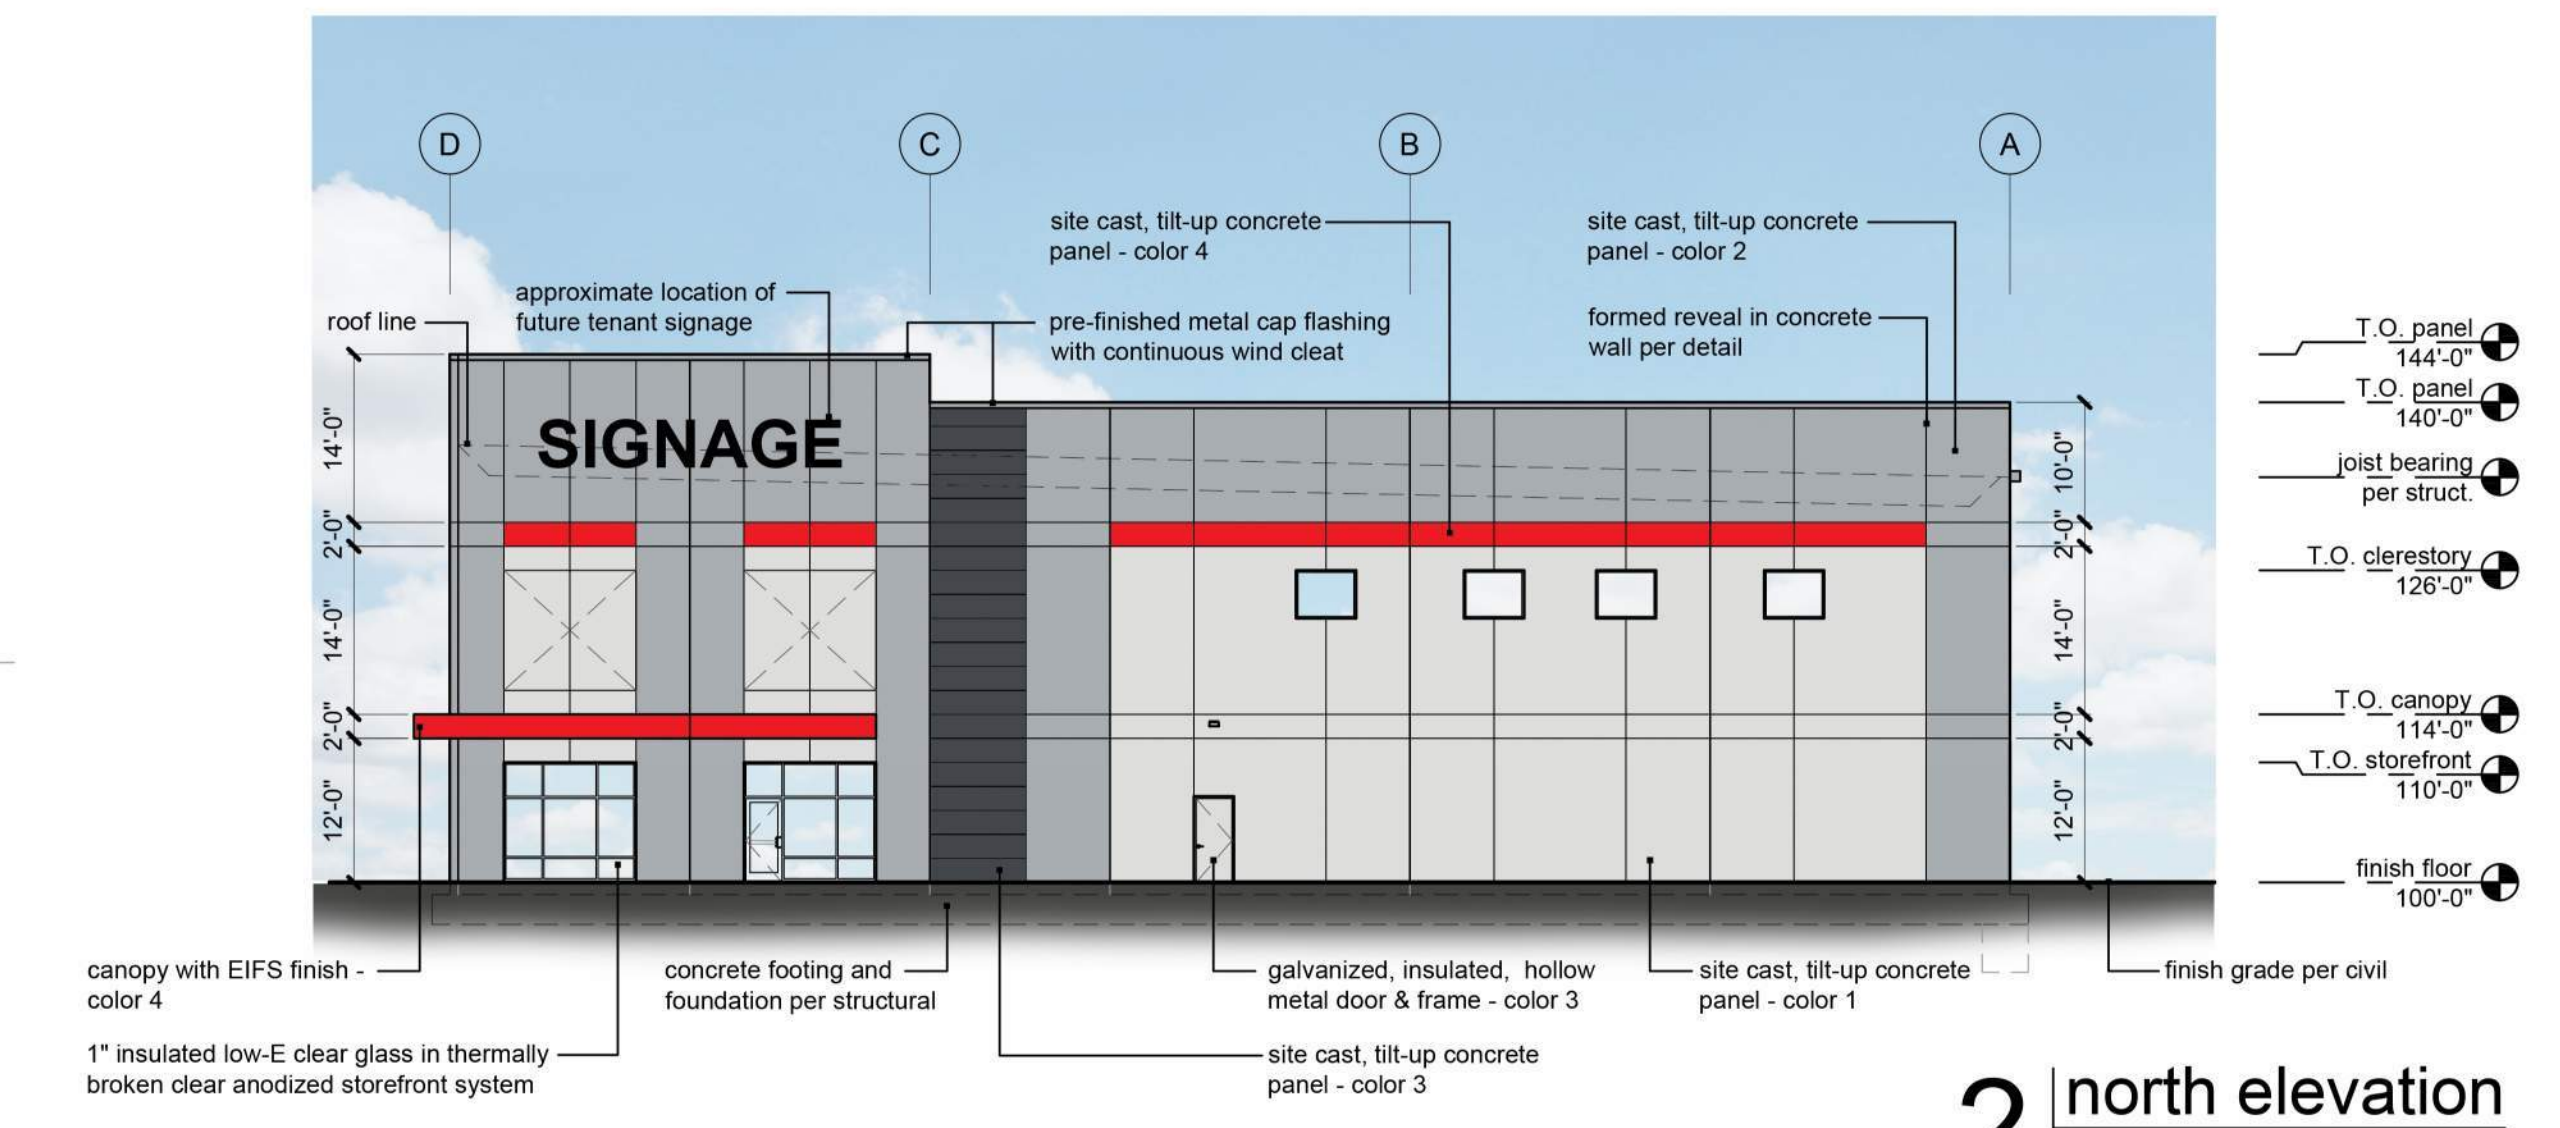 D
C
B
A
site cast, tilt-up concrete
panel - color 4
site cast, tilt-up concrete
panel - color 2
approximate location of
future tenant signage
roof line
pre-finished metal cap flashing
with continuous wind cleat
formed reveal in concrete
wall per detail
T.O. panel
144'-0"
T.O. panel
140'-0"
joist bearing
per struct.
T.O. clerestory
126'-0"
T.O. canopy
114'-0"
T.O. storefront
110'-0"
finish floor
100'-0"
14'-0"
2'-0"
14'-0"
2'-0"
12'-0"
SIGNAGE
10'-0"
2'-0"
14'-0"
2'-0"
12'-0"
canopy with EIFS finish -
color 4
concrete footing and
foundation per structural
galvanized, insulated, hollow
metal door & frame - color 3
site cast, tilt-up concrete
panel - color 1
finish grade per civil
1" insulated low-E clear glass in thermally
broken clear anodized storefront system
site cast, tilt-up concrete
panel - color 3
north elevation